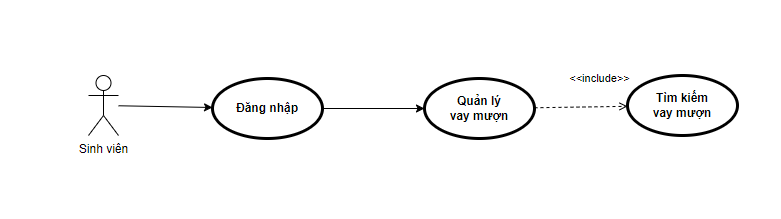 <<include>>
Đăng nhập
Quản lý
vay mượn
Tìm kiếm
vay mượn
Sinh viên